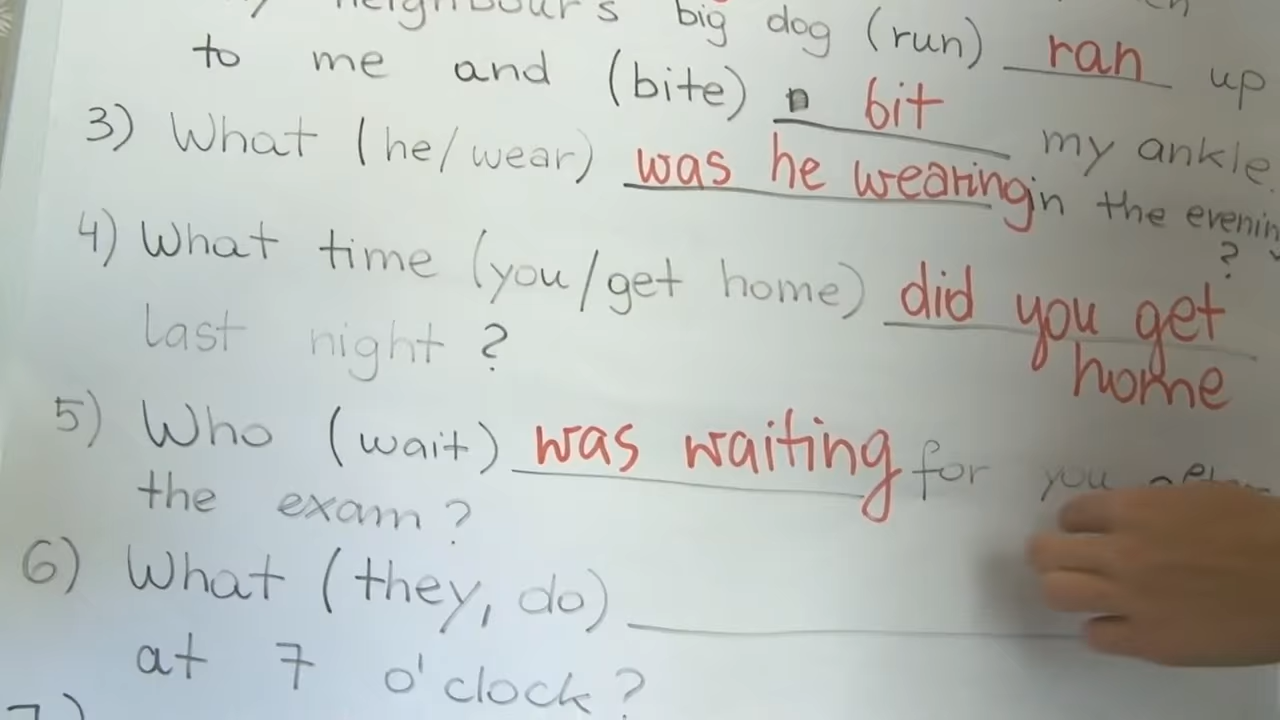 neighbour's big dog (run) ran up
to me and (bite) bit my ankle.
3) What (he/wear) was he wearing in the evenin
?
4) What time (you/get home) did you get
home
last night?
5) Who (wait) was waiting for you
the exam?
6) What (they, do)
at 7 o'clock?
7)